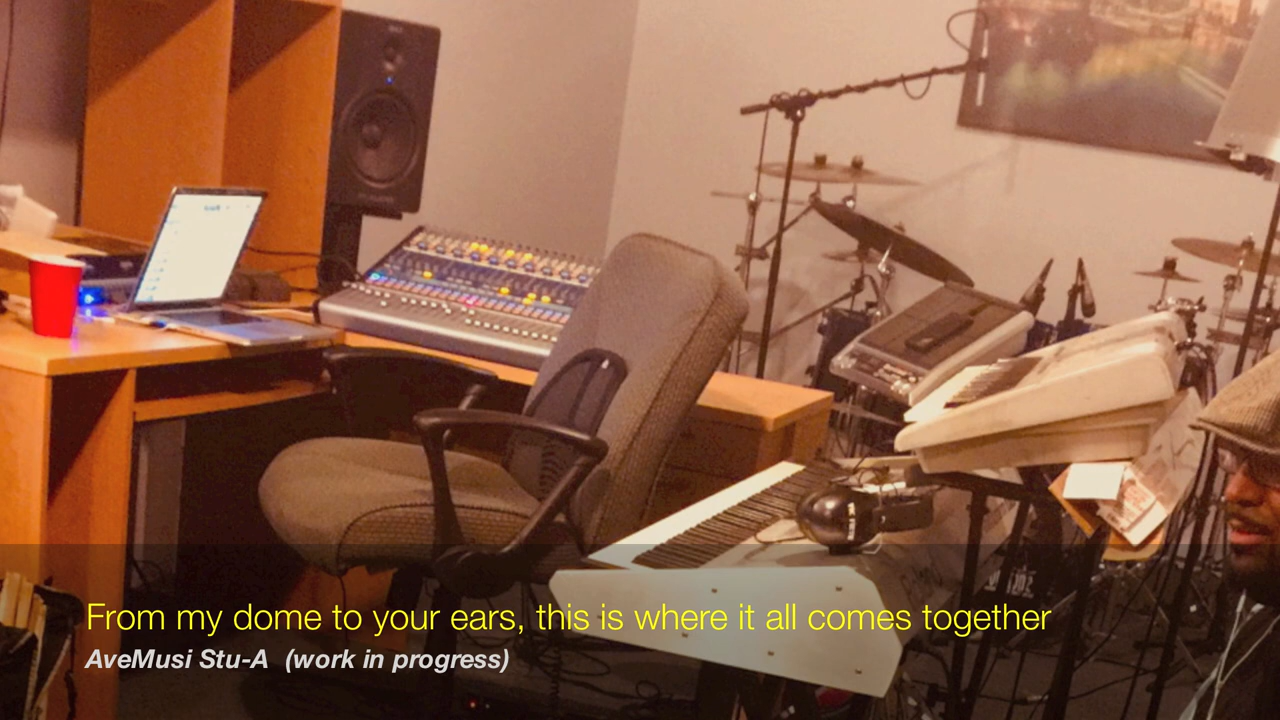 From my dome to your ears, this is where it all comes together
AveMusi Stu-A (work in progress)